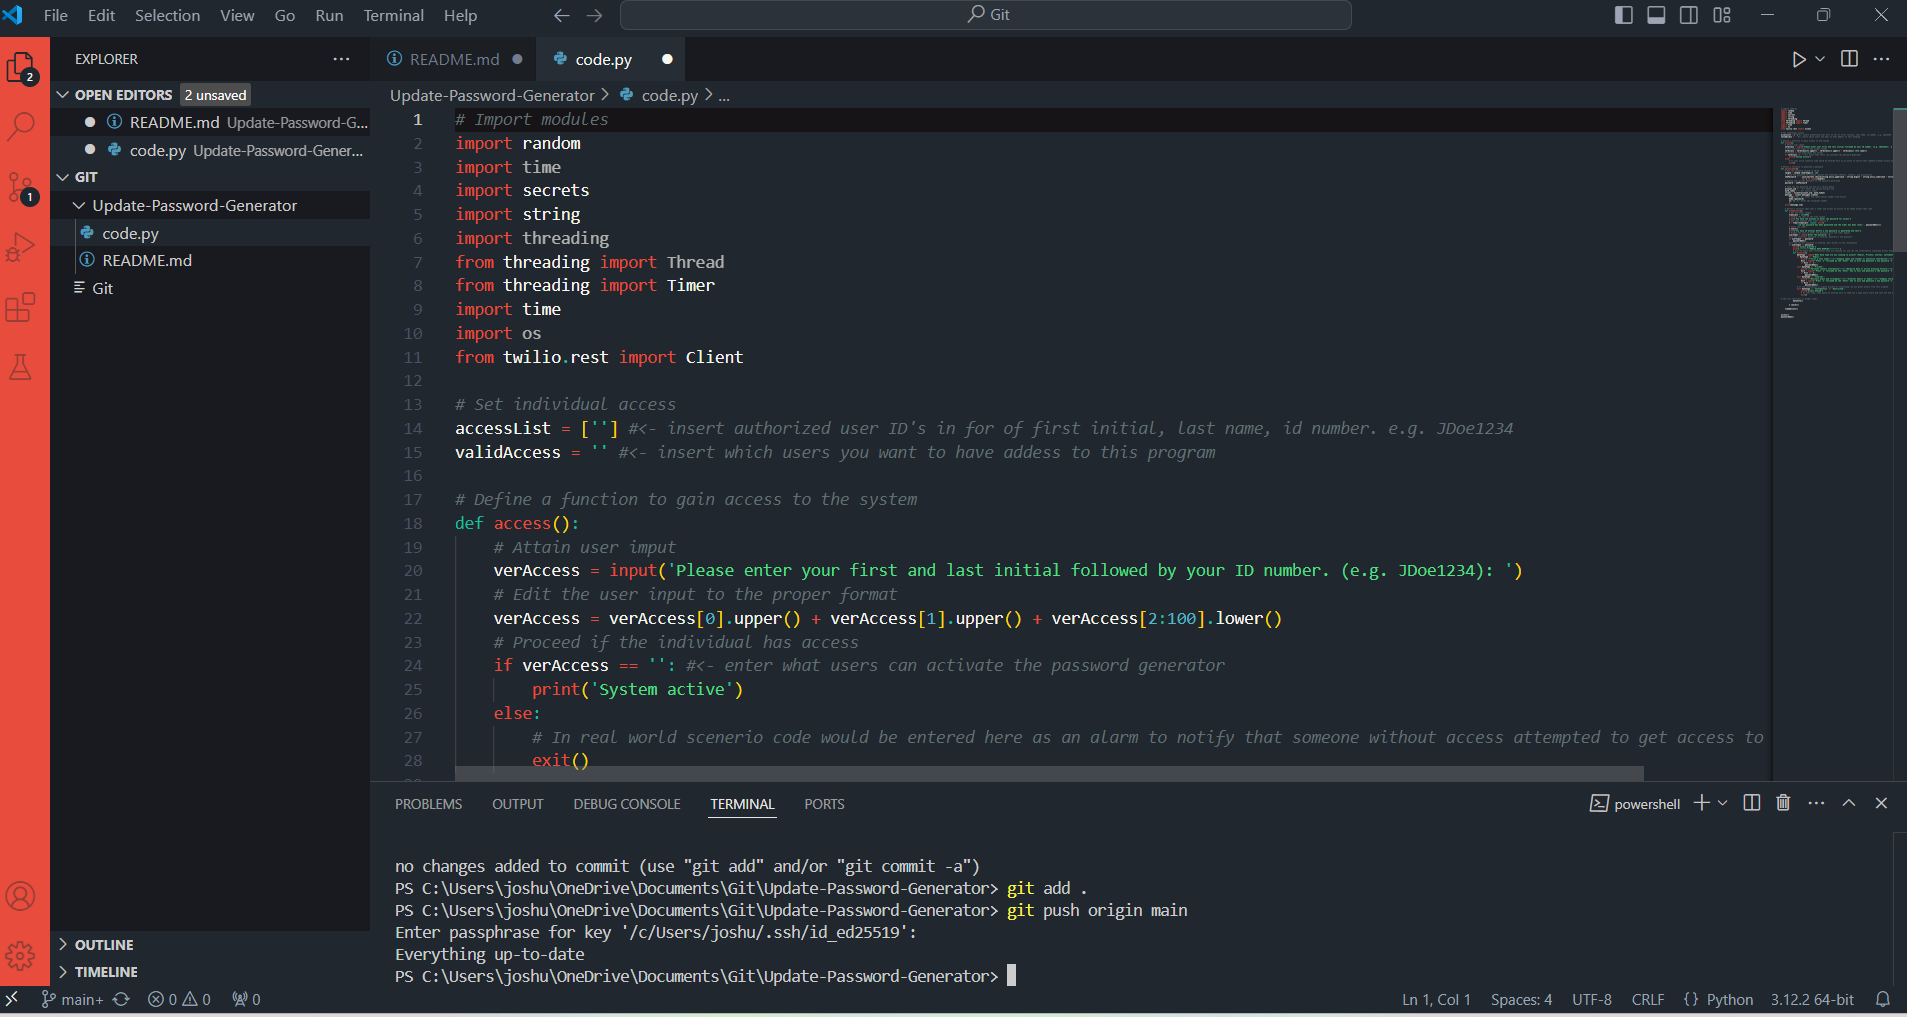 File Edit Selection View Go Run Terminal Help
Git
2
1
EXPLORER
OPEN EDITORS 2 unsaved
README.md Update-Password-G...
code.py Update-Password-Gener...
GIT
Update-Password-Generator
code.py
README.md
Git
OUTLINE
TIMELINE
README.md
code.py
Update-Password-Generator > code.py > ...
1 # Import modules
2 import random
3 import time
4 import secrets
5 import string
6 import threading
7 from threading import Thread
8 from threading import Timer
9 import time
10 import os
11 from twilio.rest import Client
12
13 # Set individual access
14 accessList = [''] #<- insert authorized user ID's in for of first initial, last name, id number. e.g. JDoe1234
15 validAccess = '' #<- insert which users you want to have addess to this program
16
17 # Define a function to gain access to the system
18 def access():
19 # Attain user imput
20 verAccess = input('Please enter your first and last initial followed by your ID number. (e.g. JDoe1234): ')
21 # Edit the user input to the proper format
22 verAccess = verAccess[0].upper() + verAccess[1].upper() + verAccess[2:100].lower()
23 # Proceed if the individual has access
24 if verAccess == '': #<- enter what users can activate the password generator
25 print('System active')
26 else:
27 # In real world scenerio code would be entered here as an alarm to notify that someone without access attempted to get access to
28 exit()
PROBLEMS OUTPUT DEBUG CONSOLE TERMINAL PORTS
powershell
no changes added to commit (use "git add" and/or "git commit -a")
PS C:\Users\joshu\OneDrive\Documents\Git\Update-Password-Generator> git add .
PS C:\Users\joshu\OneDrive\Documents\Git\Update-Password-Generator> git push origin main
Enter passphrase for key '/c/Users/joshu/.ssh/id_ed25519':
Everything up-to-date
PS C:\Users\joshu\OneDrive\Documents\Git\Update-Password-Generator>
main+ 0 0 0
Ln 1, Col 1 Spaces: 4 UTF-8 CRLF {} Python 3.12.2 64-bit